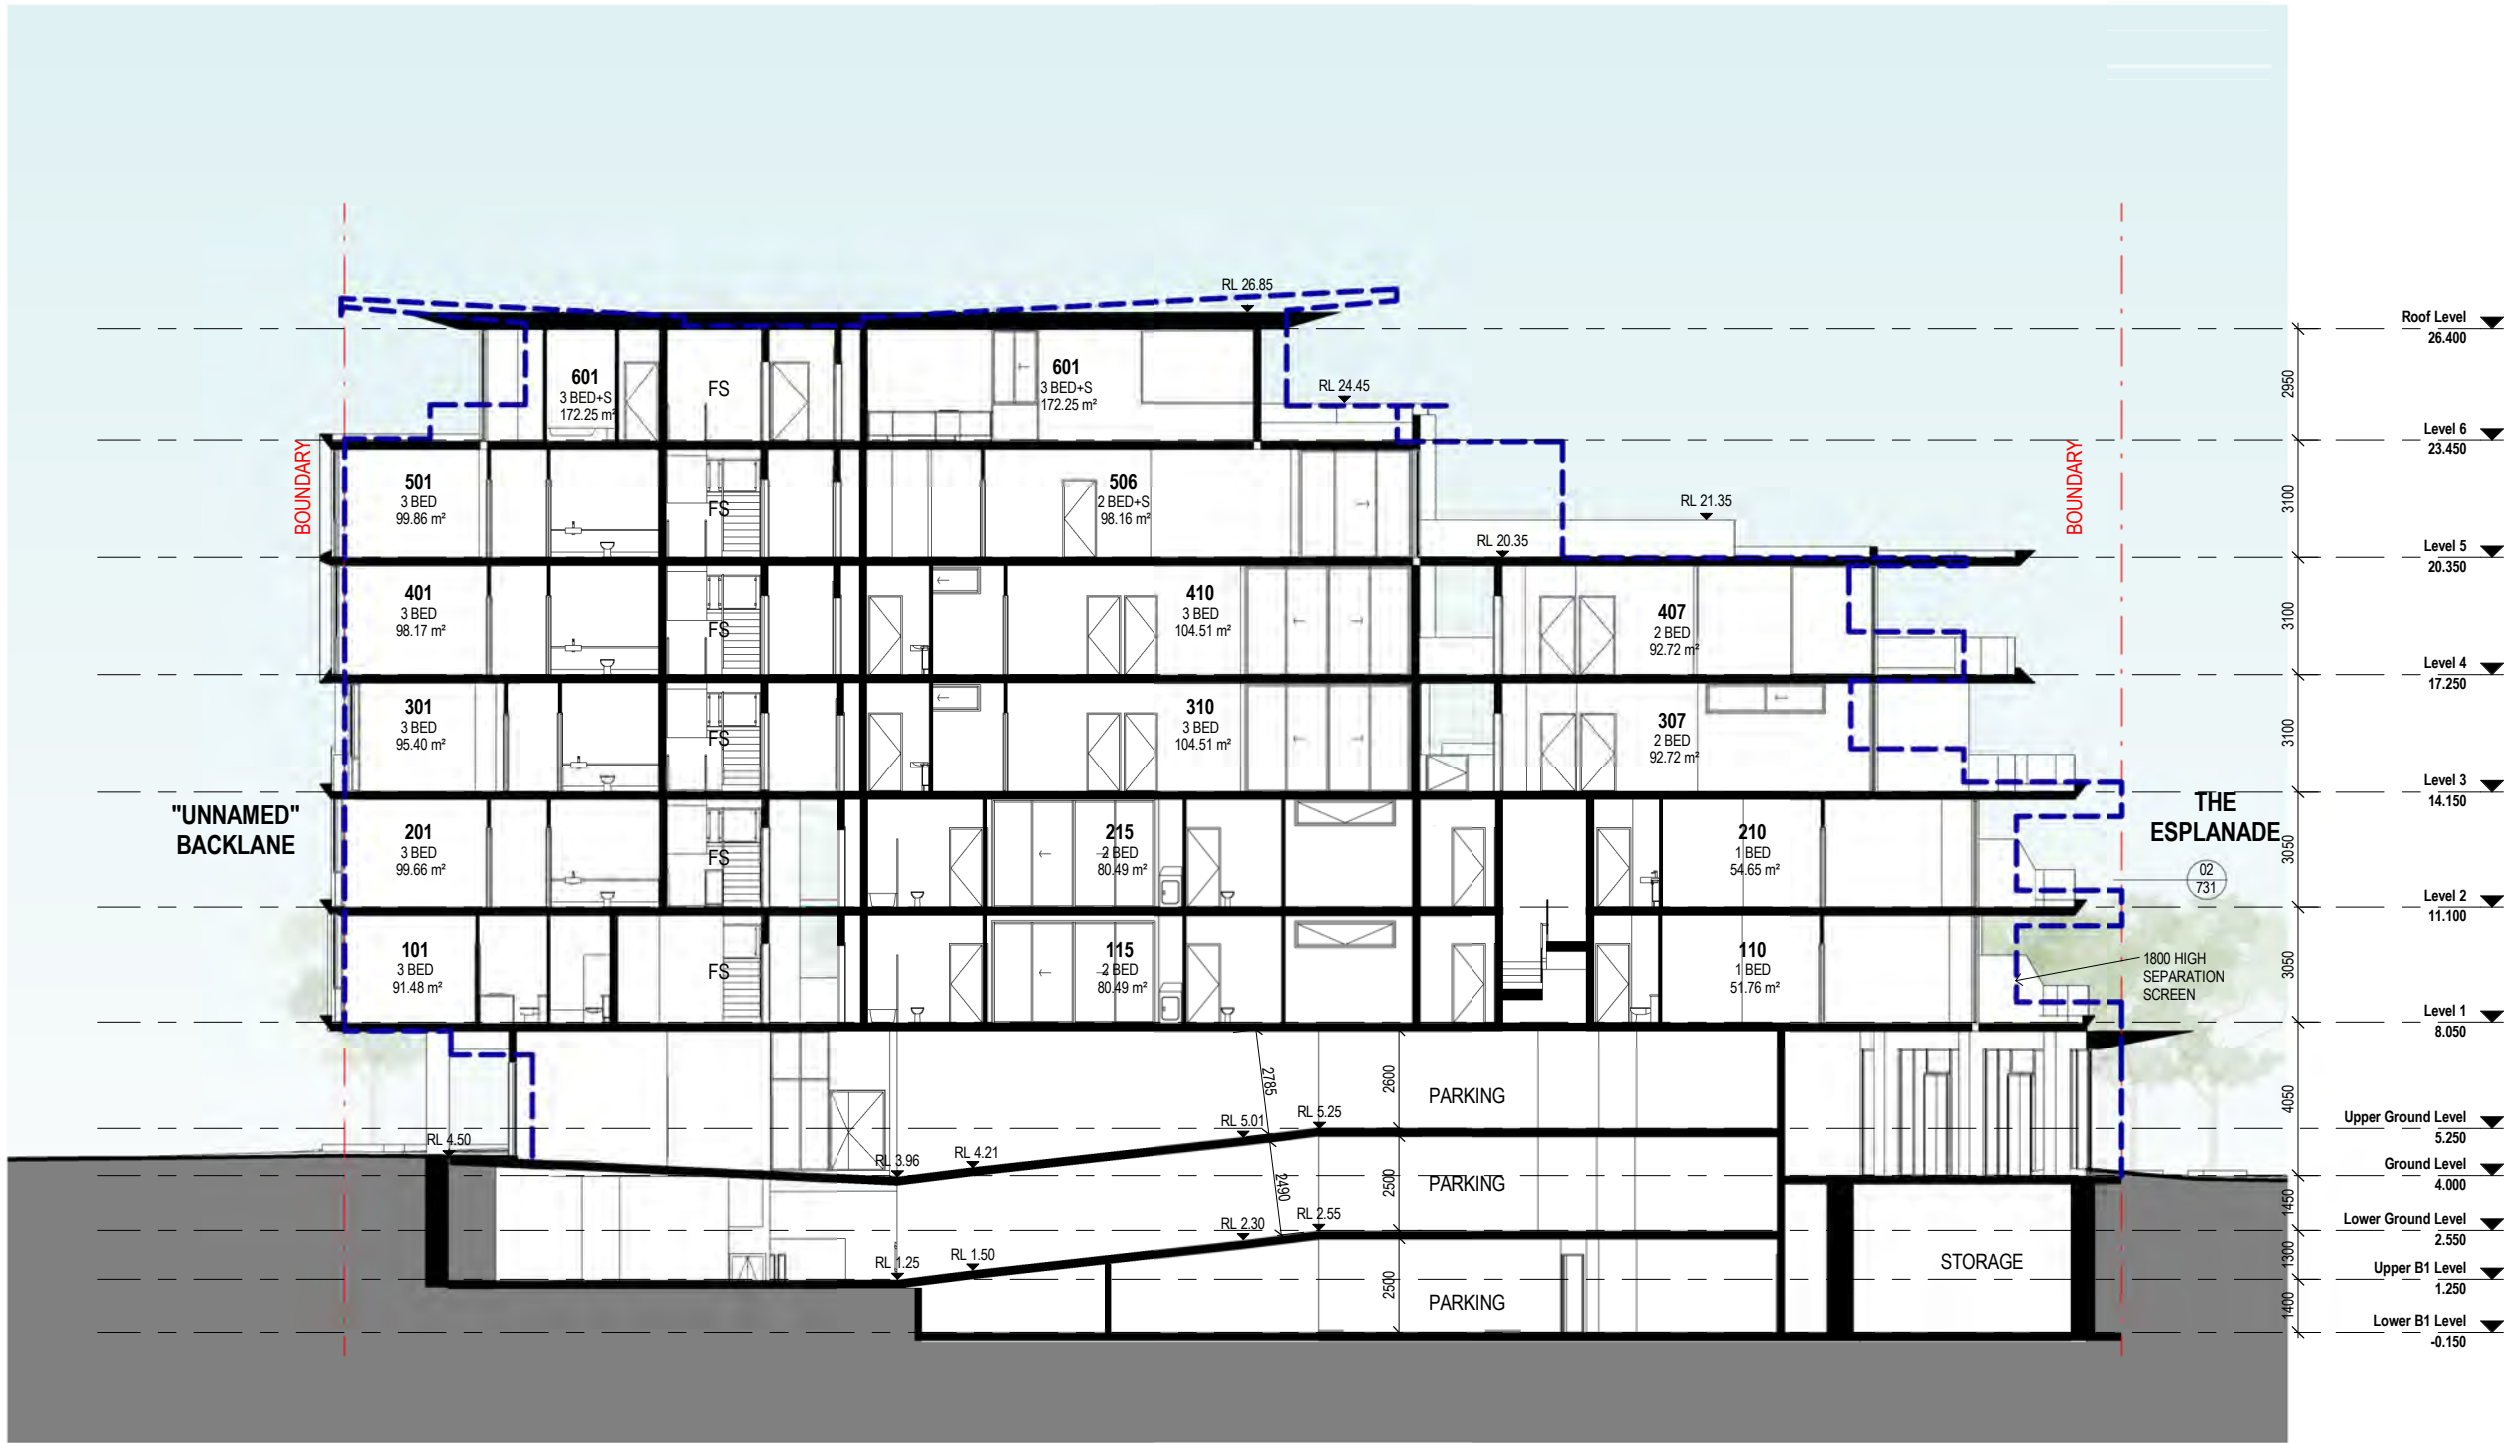 RL 26.85
Roof Level
26.400
601
3 BED+S
172.25 m²
FS
601
3 BED+S
172.25 m²
RL 24.45
2950
Level 6
23.450
BOUNDARY
501
3 BED
99.86 m²
FS
506
2 BED+S
98.16 m²
RL 21.35
RL 20.35
BOUNDARY
3100
Level 5
20.350
401
3 BED
98.17 m²
FS
410
3 BED
104.51 m²
407
2 BED
92.72 m²
3100
Level 4
17.250
301
3 BED
95.40 m²
FS
310
3 BED
104.51 m²
307
2 BED
92.72 m²
3100
Level 3
14.150
"UNNAMED"
BACKLANE
201
3 BED
99.66 m²
FS
215
2 BED
80.49 m²
210
1 BED
54.65 m²
THE
ESPLANADE
02
731
3050
Level 2
11.100
101
3 BED
91.48 m²
FS
115
2 BED
80.49 m²
110
1 BED
51.76 m²
1800 HIGH
SEPARATION
SCREEN
3050
Level 1
8.050
2785
2600
PARKING
4050
RL 4.50
RL 3.96
RL 4.21
RL 5.01
RL 5.25
Upper Ground Level
5.250
2490
2500
PARKING
Ground Level
4.000
1450
RL 1.25
RL 1.50
RL 2.30
RL 2.55
Lower Ground Level
2.550
1300
STORAGE
Upper B1 Level
1.250
2500
PARKING
1400
Lower B1 Level
-0.150